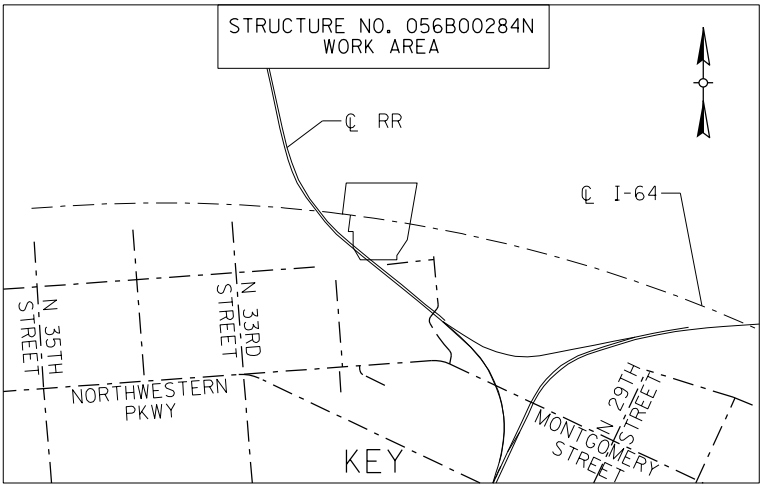 STRUCTURE NO. 056B00284N
WORK AREA
℄ RR
℄ I-64
N 35TH
STREET
N 33RD
STREET
NORTHWESTERN
PKWY
N 29TH
STREET
MONTGOMERY
STREET
KEY